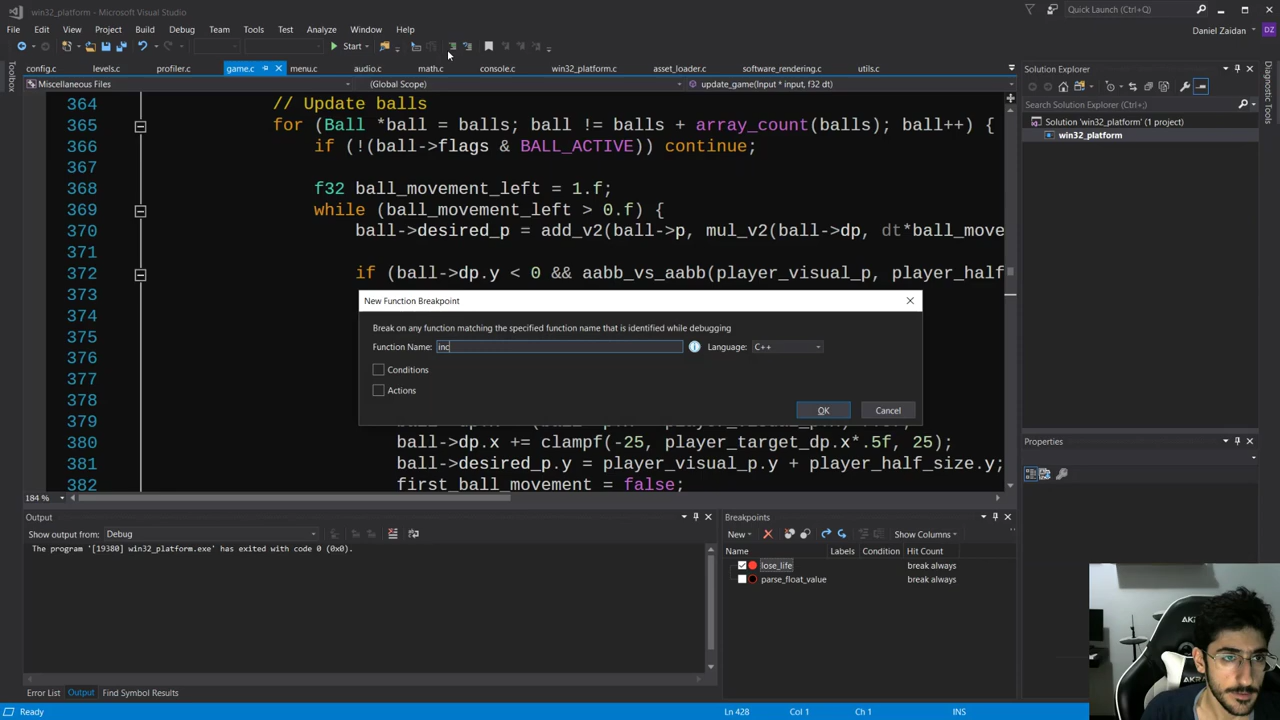 win32_platform - Microsoft Visual Studio
Quick Launch (Ctrl+Q)
File Edit View Project Build Debug Team Tools Test Analyze Window Help
Daniel Zaidan DZ
Start
Toolbox
config.c levels.c profiler.c game.c menu.c audio.c math.c console.c win32_platform.c asset_loader.c software_rendering.c utils.c
Miscellaneous Files (Global Scope) update_game(Input * input, f32 dt)
364 // Update balls
365 for (Ball *ball = balls; ball != balls + array_count(balls); ball++) {
366 if (!(ball->flags & BALL_ACTIVE)) continue;
367
368 f32 ball_movement_left = 1.f;
369 while (ball_movement_left > 0.f) {
370 ball->desired_p = add_v2(ball->p, mul_v2(ball->dp, dt*ball_move
371
372 if (ball->dp.y < 0 && aabb_vs_aabb(player_visual_p, player_half
373
374
375
376
377
378
379
380 ball->dp.x += clampf(-25, player_target_dp.x*.5f, 25);
381 ball->desired_p.y = player_visual_p.y + player_half_size.y;
382 first_ball_movement = false;
184 %
New Function Breakpoint
Break on any function matching the specified function name that is identified while debugging
Function Name: inc Language: C++
Conditions
Actions
OK Cancel
Solution Explorer
Search Solution Explorer (Ctrl+;)
Solution 'win32_platform' (1 project)
win32_platform
Diagnostic Tools
Properties
Output
Show output from: Debug
The program '[19380] win32_platform.exe' has exited with code 0 (0x0).
Breakpoints
New Show Columns
Name Labels Condition Hit Count
lose_life break always
parse_float_value break always
Error List Output Find Symbol Results
Ready Ln 428 Col 1 Ch 1 INS